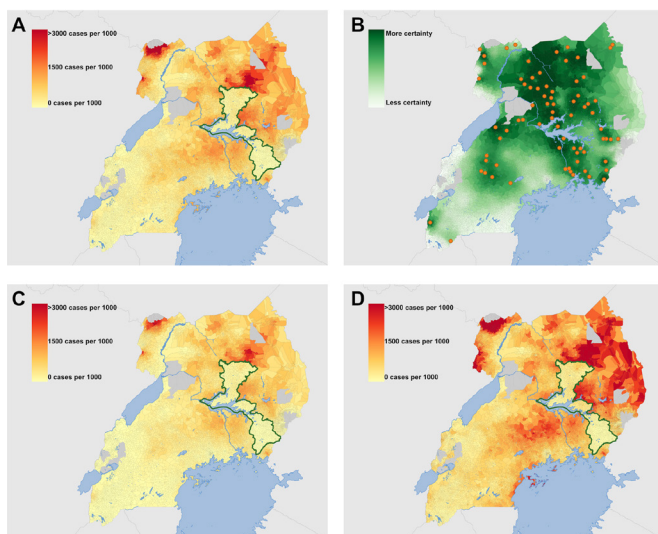 A
>3000 cases per 1000
1500 cases per 1000
0 cases per 1000
B
More certainty
Less certainty
C
>3000 cases per 1000
1500 cases per 1000
0 cases per 1000
D
>3000 cases per 1000
1500 cases per 1000
0 cases per 1000